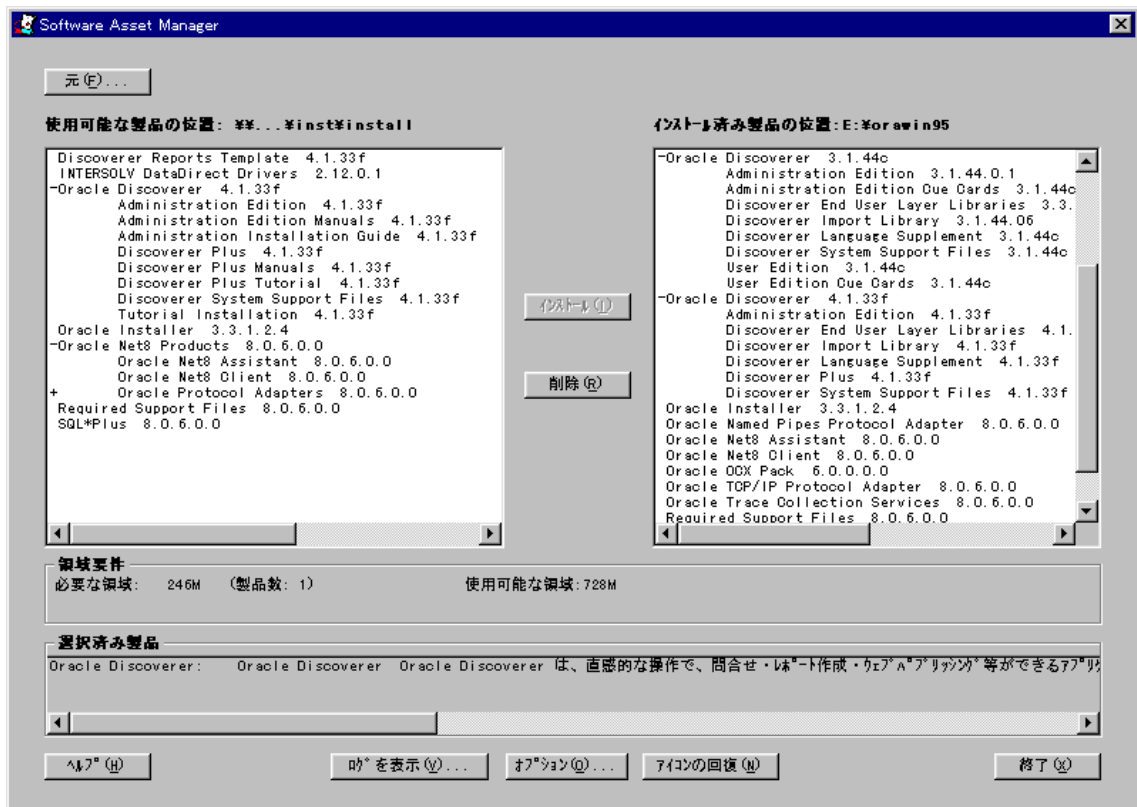 Software Asset Manager
元(F)...
使用可能な製品の位置: ¥¥...¥inst¥install
Discoverer Reports Template 4.1.33f
INTERSOLV DataDirect Drivers 2.12.0.1
-Oracle Discoverer 4.1.33f
Administration Edition 4.1.33f
Administration Edition Manuals 4.1.33f
Administration Installation Guide 4.1.33f
Discoverer Plus 4.1.33f
Discoverer Plus Manuals 4.1.33f
Discoverer Plus Tutorial 4.1.33f
Discoverer System Support Files 4.1.33f
Tutorial Installation 4.1.33f
Oracle Installer 3.3.1.2.4
-Oracle Net8 Products 8.0.6.0.0
Oracle Net8 Assistant 8.0.6.0.0
Oracle Net8 Client 8.0.6.0.0
+ Oracle Protocol Adapters 8.0.6.0.0
Required Support Files 8.0.6.0.0
SQL*Plus 8.0.6.0.0
インストール(I)
削除(R)
インストール済み製品の位置:E:¥orawin95
-Oracle Discoverer 3.1.44c
Administration Edition 3.1.44.0.1
Administration Edition Cue Cards 3.1.44c
Discoverer End User Layer Libraries 3.3.
Discoverer Import Library 3.1.44.06
Discoverer Language Supplement 3.1.44c
Discoverer System Support Files 3.1.44c
User Edition 3.1.44c
User Edition Cue Cards 3.1.44c
-Oracle Discoverer 4.1.33f
Administration Edition 4.1.33f
Discoverer End User Layer Libraries 4.1.
Discoverer Import Library 4.1.33f
Discoverer Language Supplement 4.1.33f
Discoverer Plus 4.1.33f
Discoverer System Support Files 4.1.33f
Oracle Installer 3.3.1.2.4
Oracle Named Pipes Protocol Adapter 8.0.6.0.0
Oracle Net8 Assistant 8.0.6.0.0
Oracle Net8 Client 8.0.6.0.0
Oracle OCX Pack 6.0.0.0.0
Oracle TCP/IP Protocol Adapter 8.0.6.0.0
Oracle Trace Collection Services 8.0.6.0.0
Required Support Files 8.0.6.0.0
領域要件
必要な領域: 246M (製品数: 1) 使用可能な領域:728M
選択済み製品
Oracle Discoverer: Oracle Discoverer Oracle Discoverer は、直感的な操作で、問合せ・レポート作成・ウェブパブリッシング等ができるアプリケ
ヘルプ(H)
ログを表示(V)...
オプション(O)...
アイコンの回復(N)
終了(X)